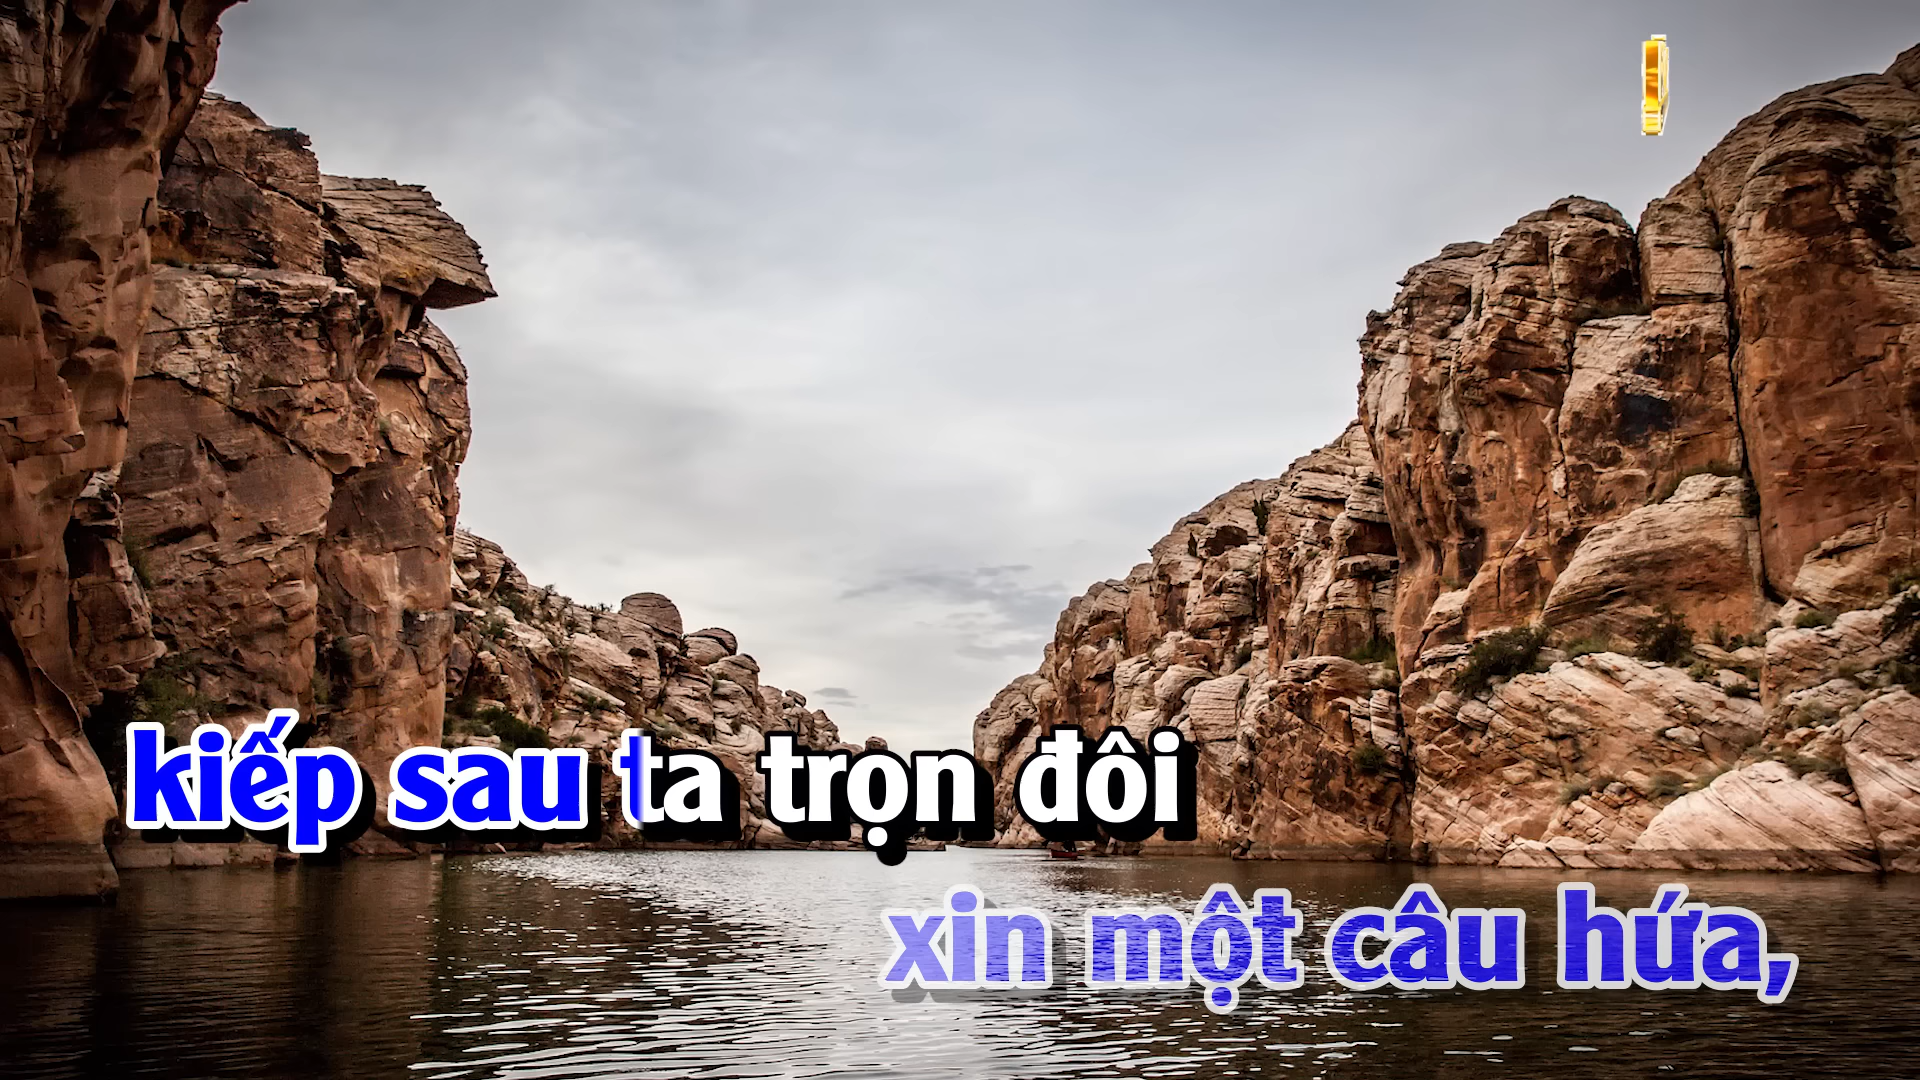 kiếp sau ta trọn đôi
xin một câu hứa,